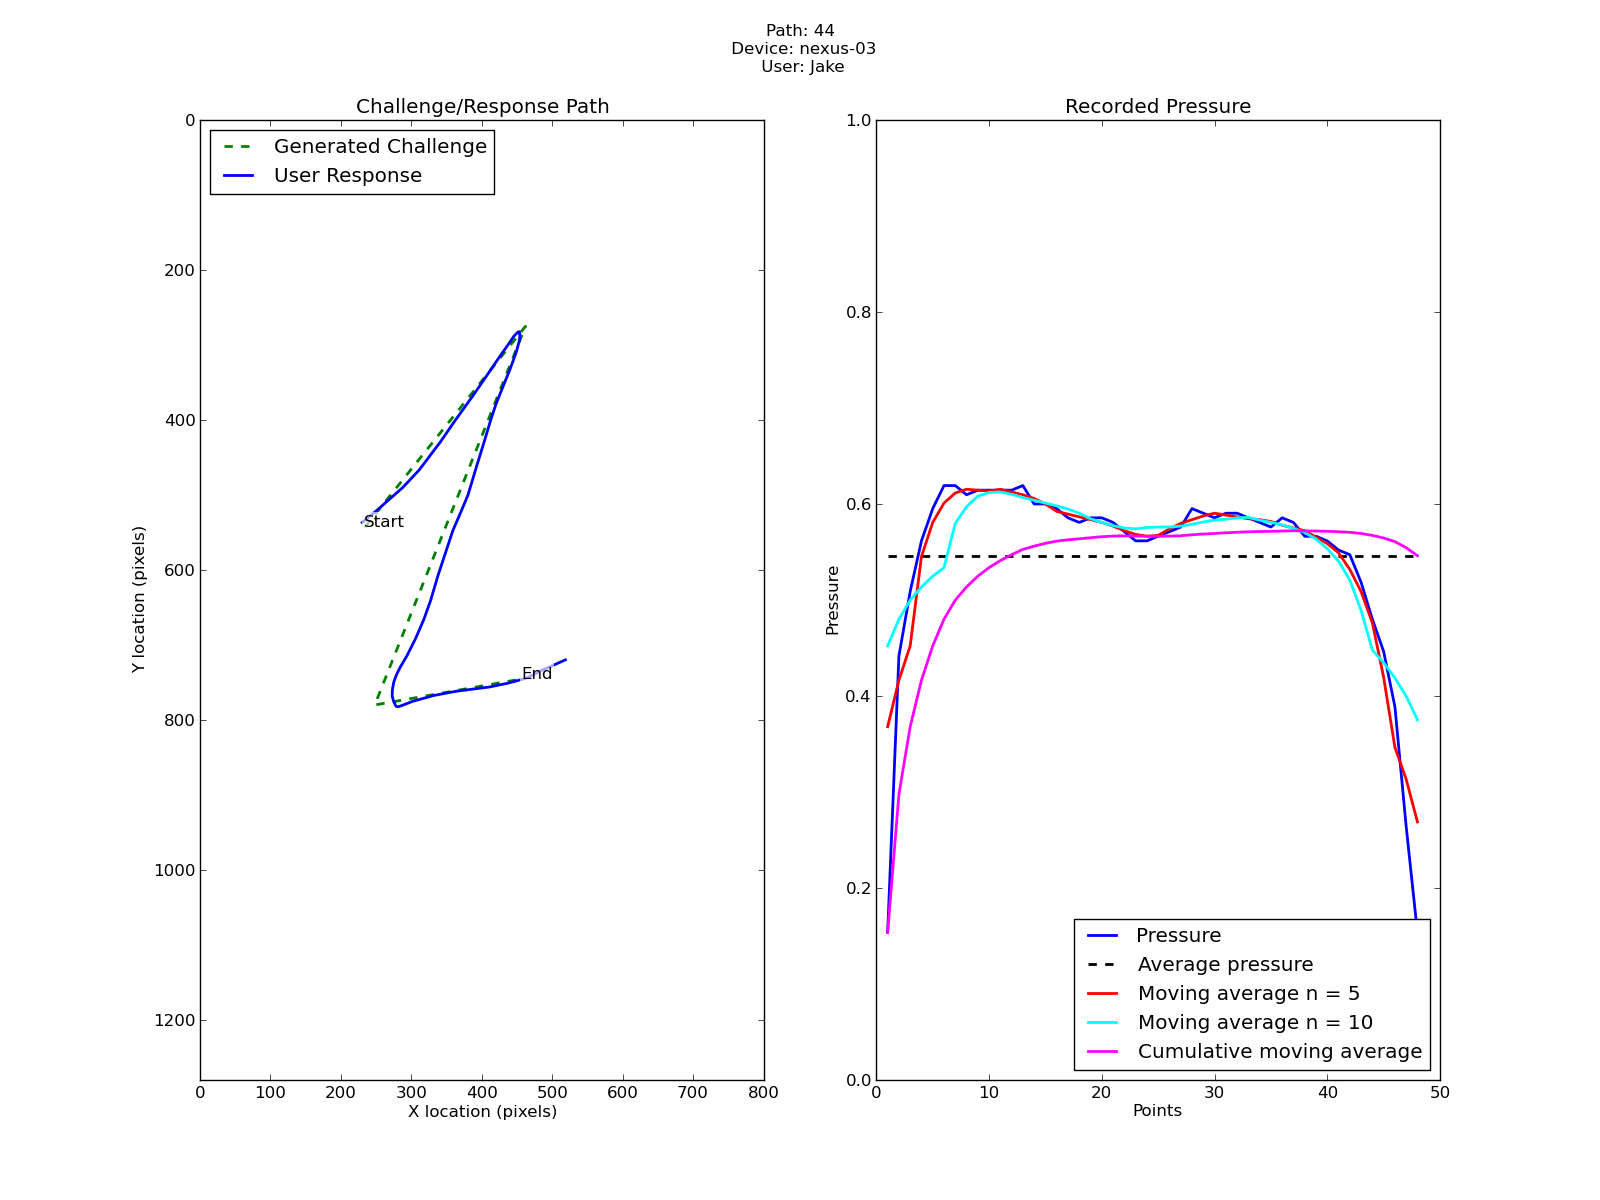 Path: 44
Device: nexus-03
User: Jake
Challenge/Response Path
0
200
400
600
800
1000
1200
Y location (pixels)
Generated Challenge
User Response
Start
End
0 100 200 300 400 500 600 700 800
X location (pixels)
Recorded Pressure
1.0
0.8
0.6
0.4
0.2
0.0
Pressure
Pressure
Average pressure
Moving average n = 5
Moving average n = 10
Cumulative moving average
0 10 20 30 40 50
Points